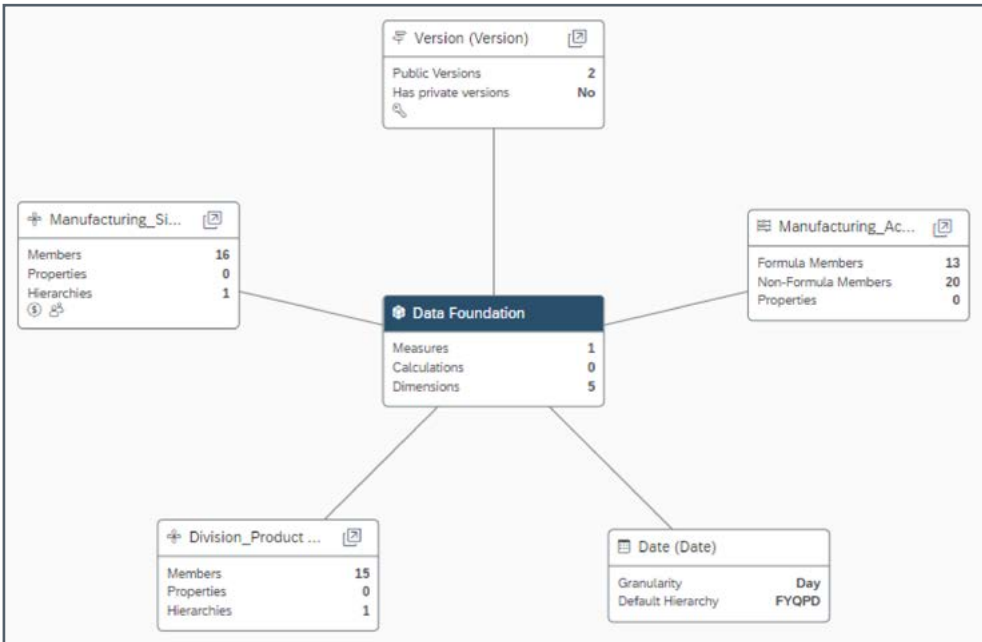 Version (Version)
Public Versions 2
Has private versions No
Manufacturing_Si...
Members 16
Properties 0
Hierarchies 1
Manufacturing_Ac...
Formula Members 13
Non-Formula Members 20
Properties 0
Data Foundation
Measures 1
Calculations 0
Dimensions 5
Division_Product ...
Members 15
Properties 0
Hierarchies 1
Date (Date)
Granularity Day
Default Hierarchy FYQPD